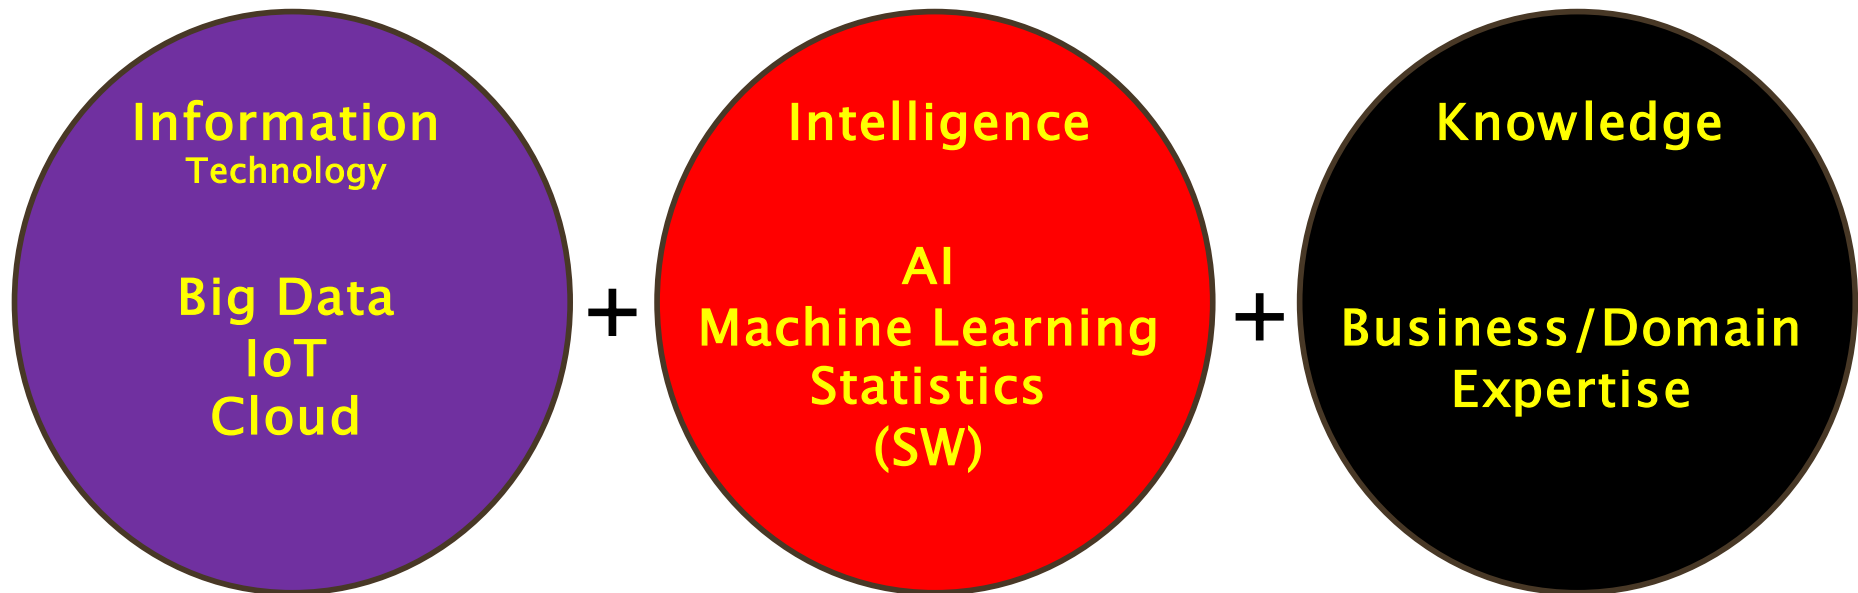 Information
Technology
Big Data
IoT
Cloud
+
Intelligence
AI
Machine Learning
Statistics
(SW)
+
Knowledge
Business/Domain
Expertise